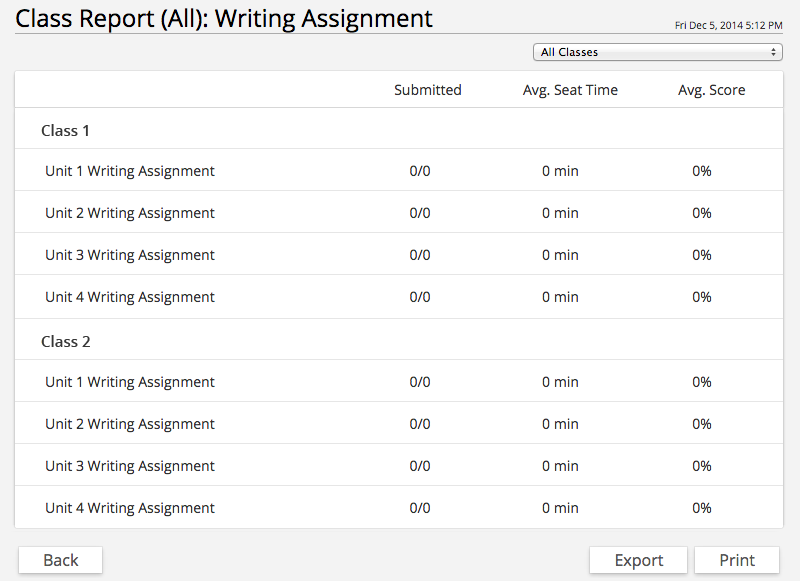 Class Report (All): Writing Assignment
Fri Dec 5, 2014 5:12 PM
All Classes
Submitted Avg. Seat Time Avg. Score
Class 1
Unit 1 Writing Assignment 0/0 0 min 0%
Unit 2 Writing Assignment 0/0 0 min 0%
Unit 3 Writing Assignment 0/0 0 min 0%
Unit 4 Writing Assignment 0/0 0 min 0%
Class 2
Unit 1 Writing Assignment 0/0 0 min 0%
Unit 2 Writing Assignment 0/0 0 min 0%
Unit 3 Writing Assignment 0/0 0 min 0%
Unit 4 Writing Assignment 0/0 0 min 0%
Back Export Print